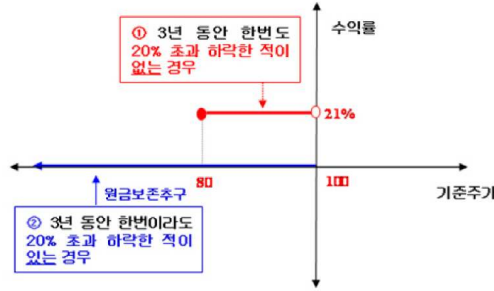 ① 3년 동안 한번도
20% 초과 하락한 적이
없는 경우
수익률
21%
원금보존추구
기준주가
② 3년 동안 한번이라도
20% 초과 하락한 적이
있는 경우